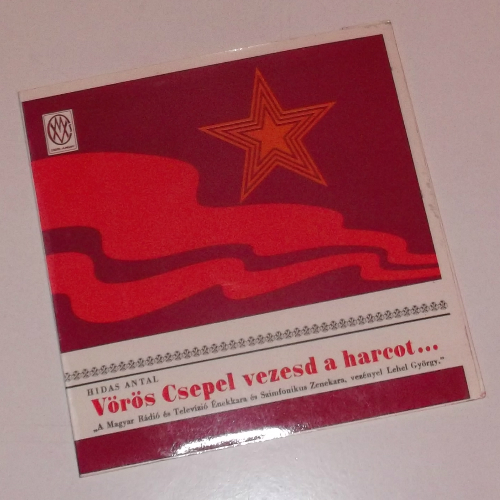 HIDAS ANTAL
Vörös Csepel vezesd a harcot...
„A Magyar Rádió és Televízió Énekkara és Szimfonikus Zenekara, vezényel Lehel György.”